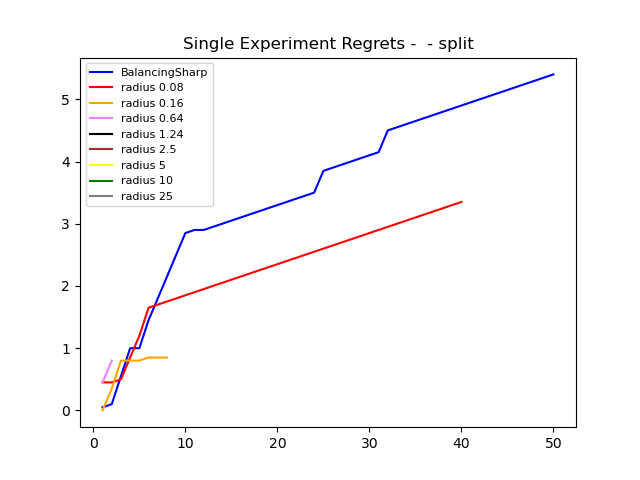 Single Experiment Regrets -  - split
BalancingSharp
radius 0.08
radius 0.16
radius 0.64
radius 1.24
radius 2.5
radius 5
radius 10
radius 25
5
4
3
2
1
0
0 10 20 30 40 50